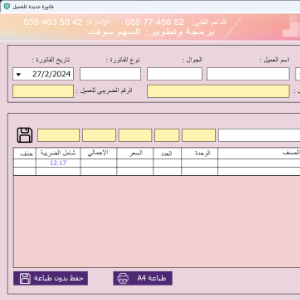 فاتورة جديدة للعميل
الدعم الفني: 52 456 77 055 الإدارة: 42 50 463 055
برمجة وتطوير: السهم سوفت
اسم العميل : الجوال : نوع الفاتورة : تاريخ الفاتورة :
27/2/2024
الرقم الضريبي للعميل :
الصنف الوحدة العدد السعر الإجمالي شامل الضريبة حذف
12.17
طباعة A4 حفظ بدون طباعة